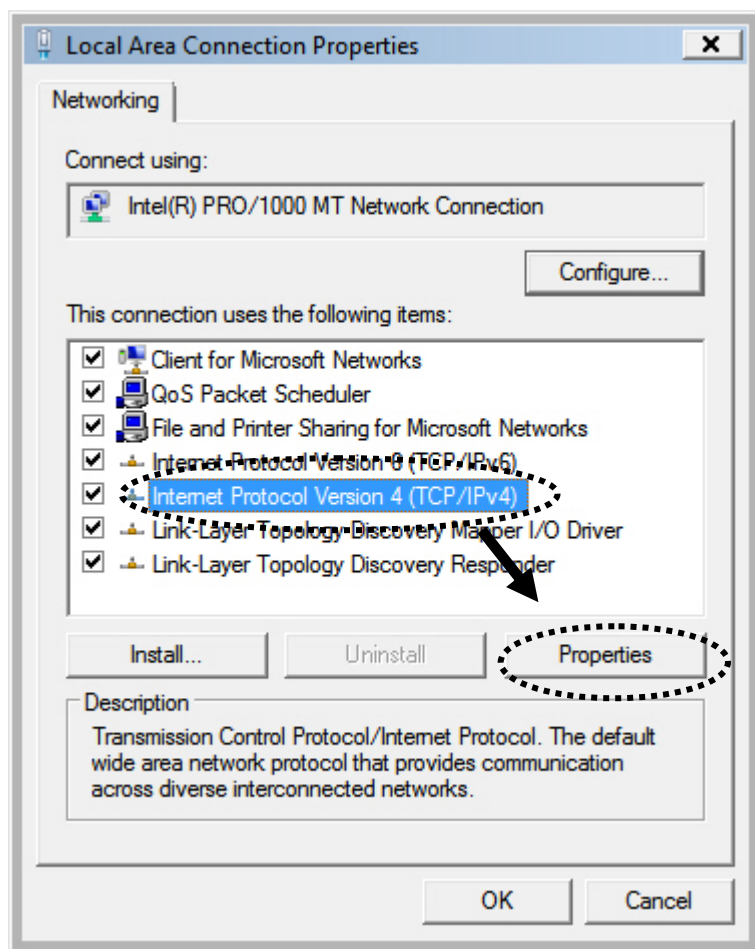 Local Area Connection Properties
Networking
Connect using:
Intel(R) PRO/1000 MT Network Connection
Configure...
This connection uses the following items:
Client for Microsoft Networks
QoS Packet Scheduler
File and Printer Sharing for Microsoft Networks
Internet Protocol Version 6 (TCP/IPv6)
Internet Protocol Version 4 (TCP/IPv4)
Link-Layer Topology Discovery Mapper I/O Driver
Link-Layer Topology Discovery Responder
Install... Uninstall Properties
Description
Transmission Control Protocol/Internet Protocol. The default
wide area network protocol that provides communication
across diverse interconnected networks.
OK Cancel